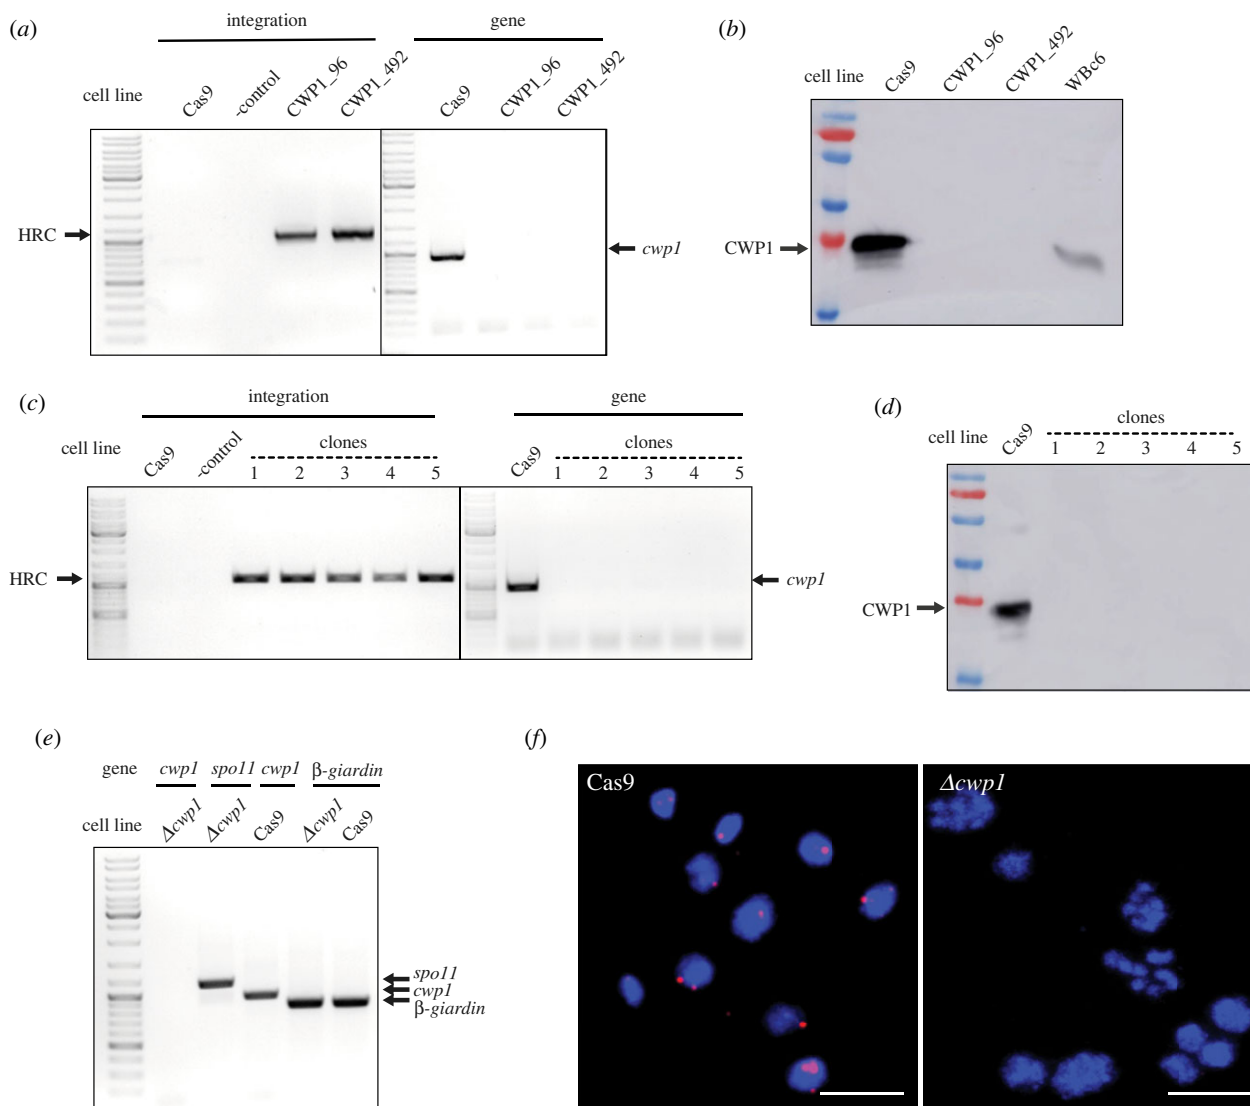 (a)
integration
gene
cell line
Cas9
-control
CWP1_96
CWP1_492
Cas9
CWP1_96
CWP1_492
HRC
cwp1
(b)
cell line
Cas9
CWP1_96
CWP1_492
WBc6
CWP1
(c)
integration
gene
cell line
Cas9
-control
clones
1 2 3 4 5
Cas9
clones
1 2 3 4 5
HRC
cwp1
(d)
cell line
Cas9
clones
1 2 3 4 5
CWP1
(e)
gene
cwp1
spo11
cwp1
β-giardin
cell line
Δcwp1
Δcwp1
Cas9
Δcwp1
Cas9
spo11
cwp1
β-giardin
(f)
Cas9
Δcwp1